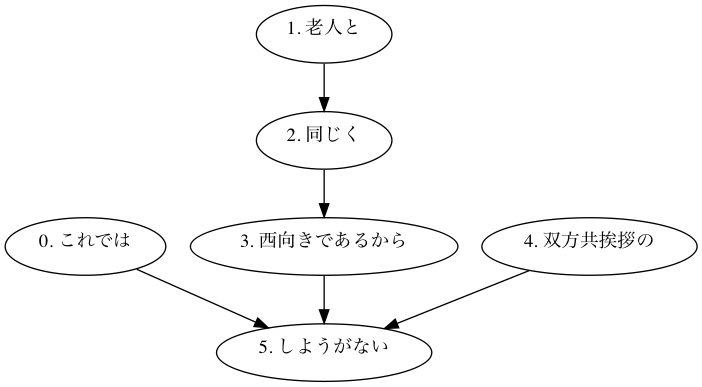 1. 老人と
2. 同じく
0. これでは
3. 西向きであるから
4. 双方共挨拶の
5. しようがない